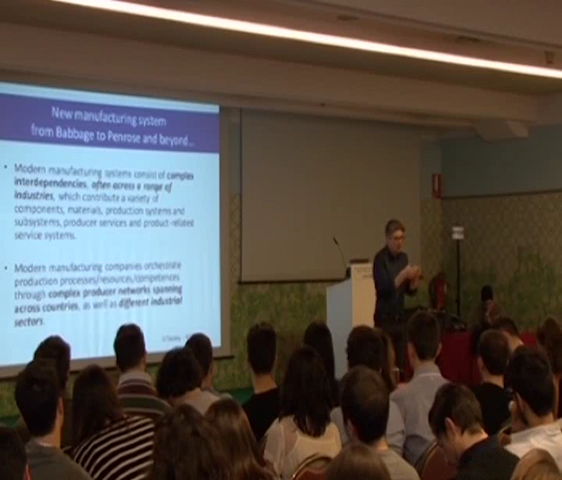 New manufacturing system
from Babbage to Penrose and beyond...
• Modern manufacturing systems consist of complex
interdependencies, often across a range of
industries, which contribute a variety of
components, materials, production systems and
subsystems, producer services and product-related
service systems.
• Modern manufacturing companies orchestrate
production processes/resources/competences
through complex producer networks spanning
across countries, as well as different industrial
sectors.